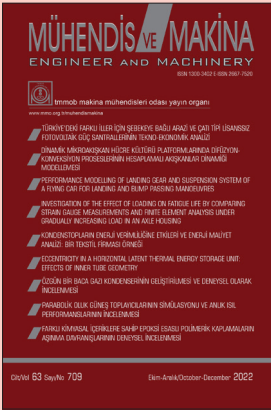 MÜHENDİS VE MAKİNA
ENGINEER AND MACHINERY
ISSN 1300-3402 E-ISSN 2667-7520
tmmob makina mühendisleri odası yayın organı
www.mmo.org.tr/muhendismakina
TÜRKİYE'DEKİ FARKLI İLLER İÇİN ŞEBEKEYE BAĞLI ARAZİ VE ÇATI TİPİ LİSANSSIZ
FOTOVOLTAİK GÜÇ SANTRALLERİNİN TEKNO-EKONOMİK ANALİZİ
DİNAMİK MİKROAKIŞKAN HÜCRE KÜLTÜRÜ PLATFORMLARINDA DİFÜZYON-
KONVEKSİYON PROSESLERİNİN HESAPLAMALI AKIŞKANLAR DİNAMİĞİ
MODELLEMESİ
PERFORMANCE MODELLING OF LANDING GEAR AND SUSPENSION SYSTEM OF
A FLYING CAR FOR LANDING AND BUMP PASSING MANOEUVRES
INVESTIGATION OF THE EFFECT OF LOADING ON FATIGUE LIFE BY COMPARING
STRAIN GAUGE MEASUREMENTS AND FINITE ELEMENT ANALYSIS UNDER
GRADUALLY INCREASING LOAD IN AN AXLE HOUSING
KONDENSTOPLARIN ENERJİ VERİMLİLİĞİNE ETKİLERİ VE ENERJİ MALİYET
ANALİZİ: BİR TEKSTİL FİRMASI ÖRNEĞİ
ECCENTRICITY IN A HORIZONTAL LATENT THERMAL ENERGY STORAGE UNIT:
EFFECTS OF INNER TUBE GEOMETRY
ÖZGÜN BİR BACA GAZI KONDENSERİNİN GELİŞTİRİLMESİ VE DENEYSEL OLARAK
İNCELENMESİ
PARABOLİK OLUK GÜNEŞ TOPLAYICILARININ SİMÜLASYONU VE ANLIK ISIL
PERFORMANSLARININ İNCELENMESİ
FARKLI KİMYASAL İÇERİKLERE SAHİP EPOKSİ ESASLI POLİMERİK KAPLAMALARIN
AŞINMA DAVRANIŞLARININ DENEYSEL İNCELENMESİ
Cilt/Vol 63 Sayı/No 709
Ekim-Aralık/October-December 2022